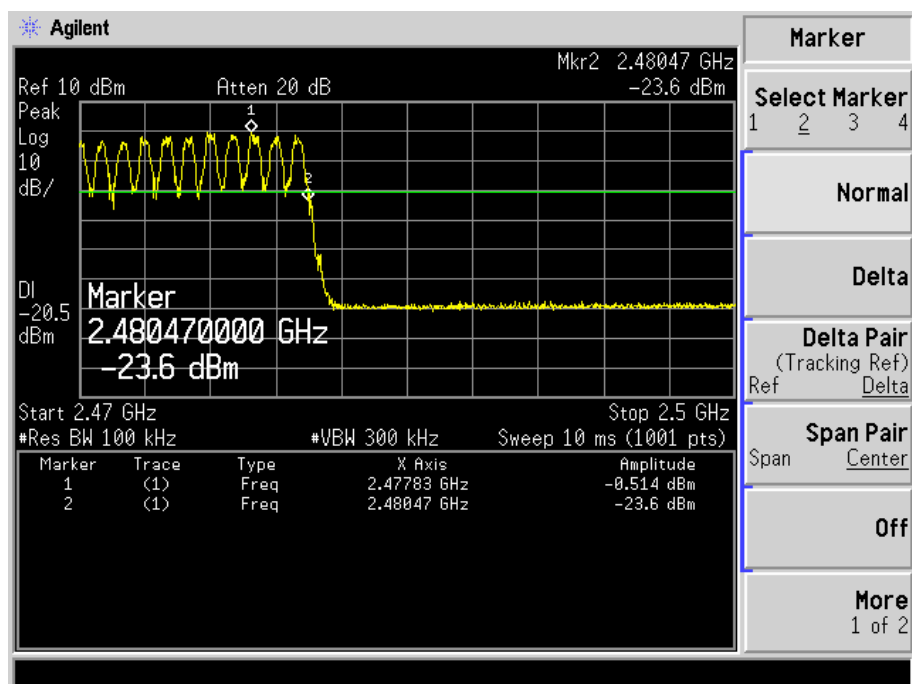 Agilent
Marker
Mkr2 2.48047 GHz
Ref 10 dBm Atten 20 dB -23.6 dBm
Peak
Log
10
dB/
1
2
DI
-20.5
dBm
Marker
2.480470000 GHz
-23.6 dBm
Start 2.47 GHz Stop 2.5 GHz
#Res BW 100 kHz #VBW 300 kHz Sweep 10 ms (1001 pts)
Marker Trace Type X Axis Amplitude
1 (1) Freq 2.47783 GHz -0.514 dBm
2 (1) Freq 2.48047 GHz -23.6 dBm
Select Marker
1 2 3 4
Normal
Delta
Delta Pair
(Tracking Ref)
Ref Delta
Span Pair
Span Center
Off
More
1 of 2